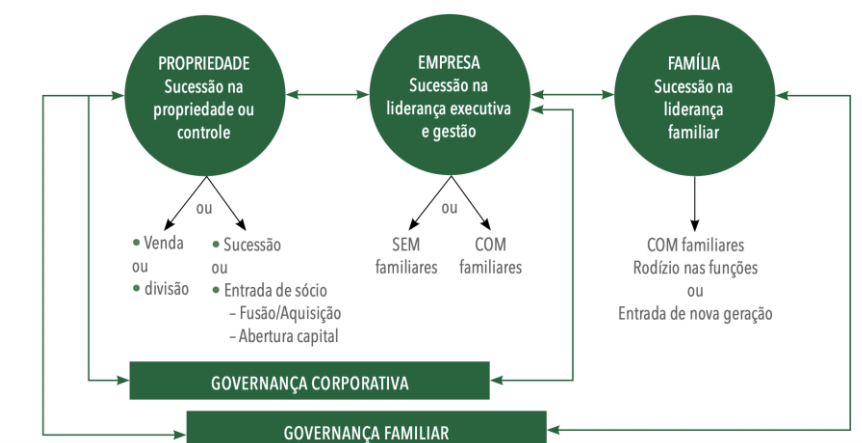 PROPRIEDADE
Sucessão na
propriedade ou
controle
EMPRESA
Sucessão na
liderança executiva
e gestão
FAMÍLIA
Sucessão na
liderança
familiar
ou
• Venda
ou
• divisão
• Sucessão
ou
• Entrada de sócio
– Fusão/Aquisição
– Abertura capital
ou
SEM
familiares
COM
familiares
COM familiares
Rodízio nas funções
ou
Entrada de nova geração
GOVERNANÇA CORPORATIVA
GOVERNANÇA FAMILIAR